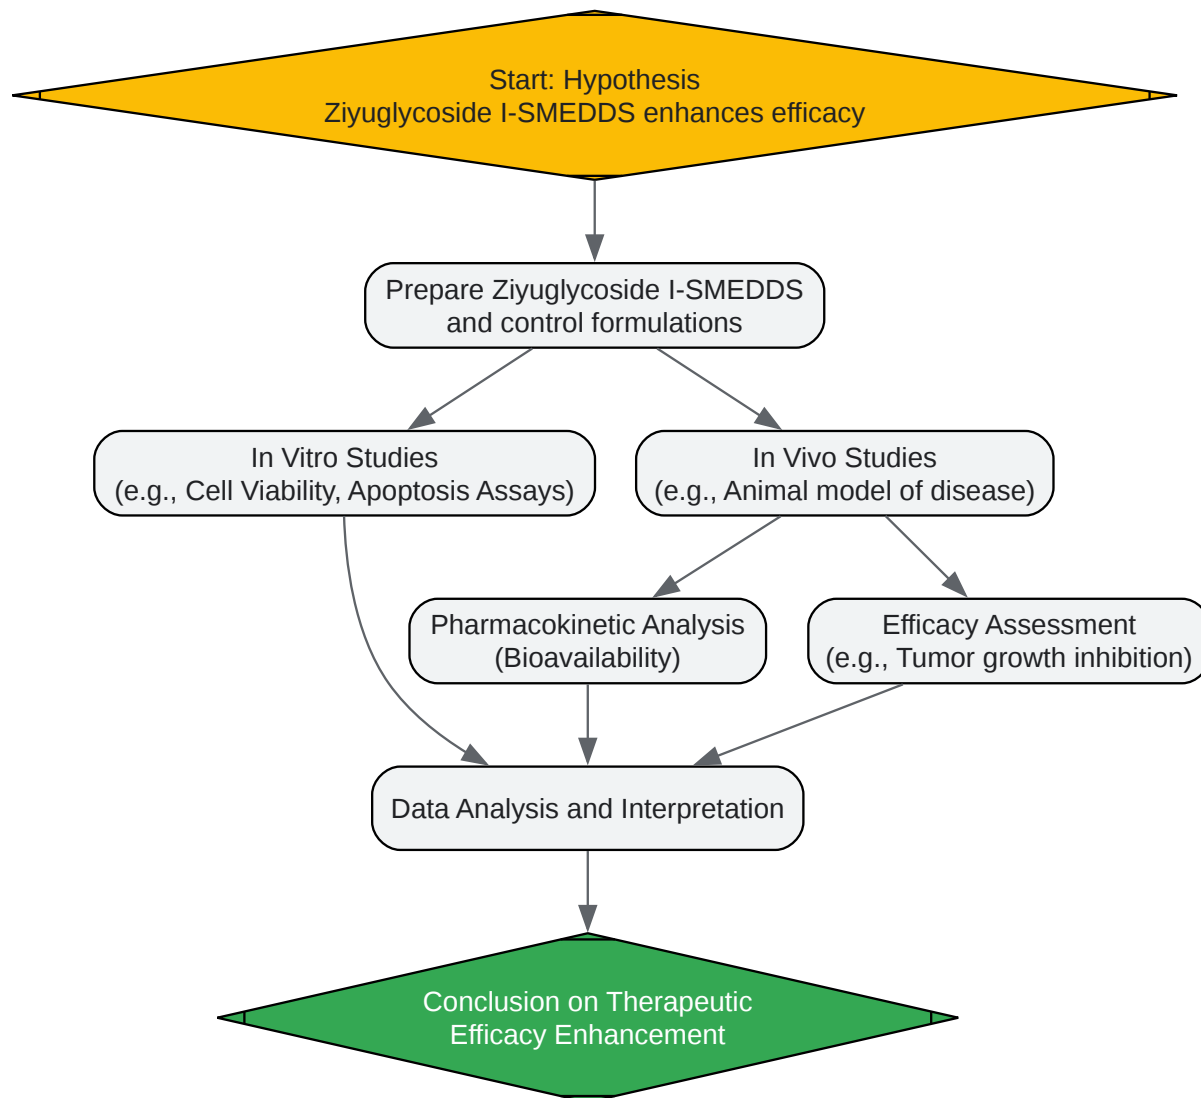 Start: Hypothesis
Ziyuglycoside I-SMEDDS enhances efficacy
Prepare Ziyuglycoside I-SMEDDS
and control formulations
In Vitro Studies
(e.g., Cell Viability, Apoptosis Assays)
In Vivo Studies
(e.g., Animal model of disease)
Pharmacokinetic Analysis
(Bioavailability)
Efficacy Assessment
(e.g., Tumor growth inhibition)
Data Analysis and Interpretation
Conclusion on Therapeutic
Efficacy Enhancement